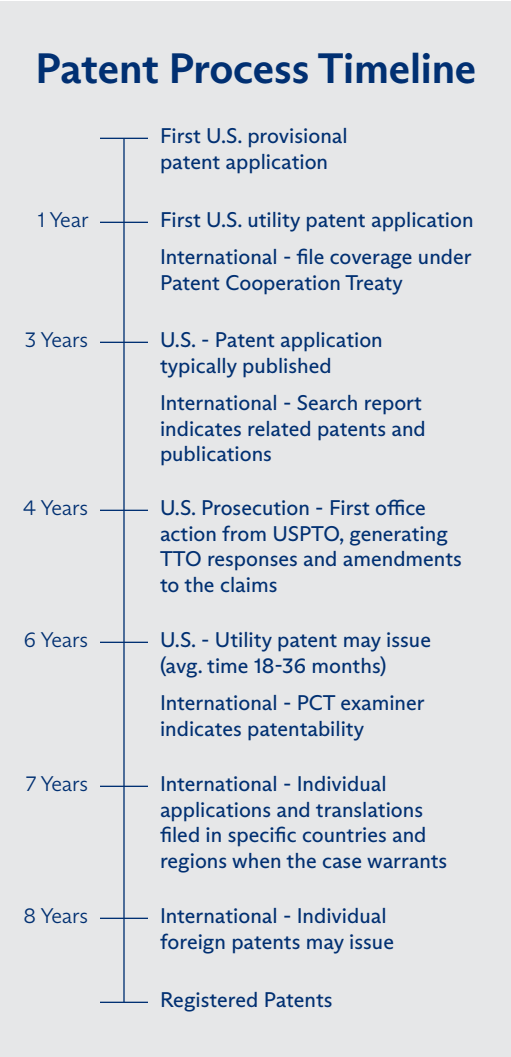 Patent Process Timeline
First U.S. provisional
patent application
1 Year
First U.S. utility patent application
International - file coverage under
Patent Cooperation Treaty
3 Years
U.S. - Patent application
typically published
International - Search report
indicates related patents and
publications
4 Years
U.S. Prosecution - First office
action from USPTO, generating
TTO responses and amendments
to the claims
6 Years
U.S. - Utility patent may issue
(avg. time 18-36 months)
International - PCT examiner
indicates patentability
7 Years
International - Individual
applications and translations
filed in specific countries and
regions when the case warrants
8 Years
International - Individual
foreign patents may issue
Registered Patents